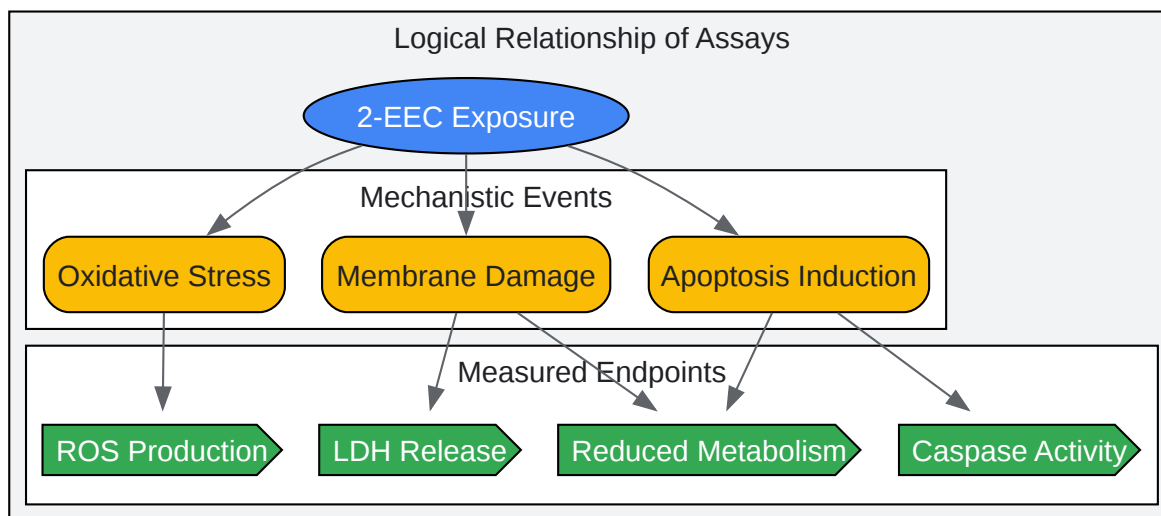 Logical Relationship of Assays
2-EEC Exposure
Mechanistic Events
Oxidative Stress
Membrane Damage
Apoptosis Induction
Measured Endpoints
ROS Production
LDH Release
Reduced Metabolism
Caspase Activity